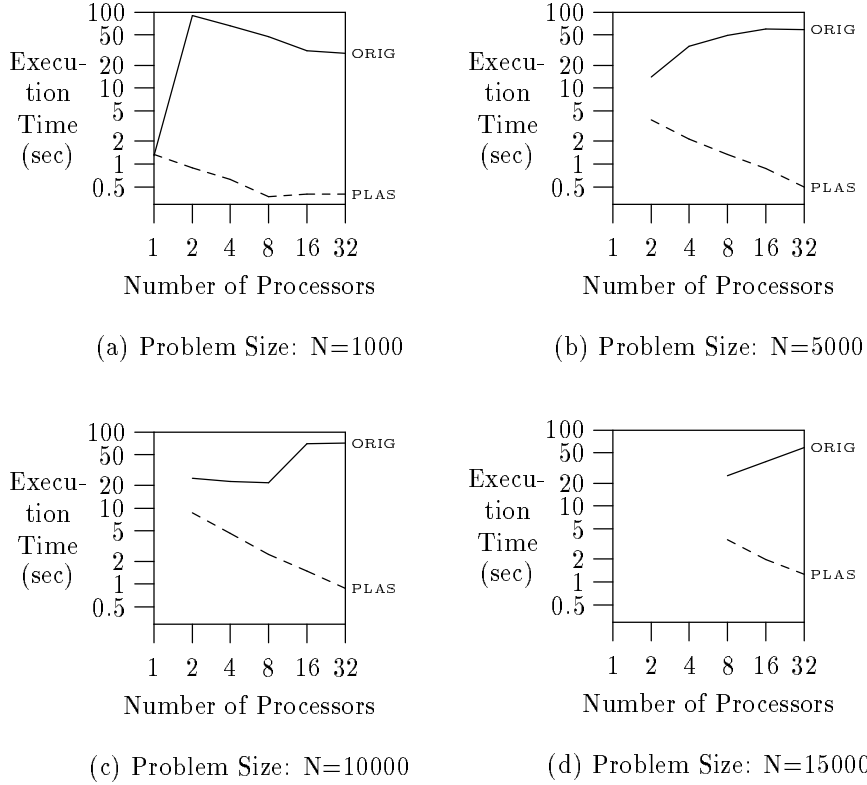 100
50
20
10
5
2
1
0.5
Execu-
tion
Time
(sec)
ORIG
PLAS
1 2 4 8 16 32
Number of Processors
(a) Problem Size: N=1000
100
50
20
10
5
2
1
0.5
Execu-
tion
Time
(sec)
ORIG
PLAS
1 2 4 8 16 32
Number of Processors
(b) Problem Size: N=5000
100
50
20
10
5
2
1
0.5
Execu-
tion
Time
(sec)
ORIG
PLAS
1 2 4 8 16 32
Number of Processors
(c) Problem Size: N=10000
100
50
20
10
5
2
1
0.5
Execu-
tion
Time
(sec)
ORIG
PLAS
1 2 4 8 16 32
Number of Processors
(d) Problem Size: N=15000